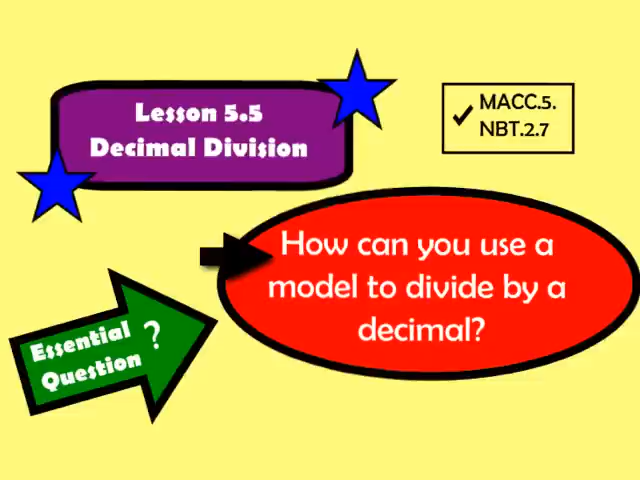 Lesson 5.5
Decimal Division
MACC.5.
NBT.2.7
How can you use a
model to divide by a
decimal?
Essential
Question ?